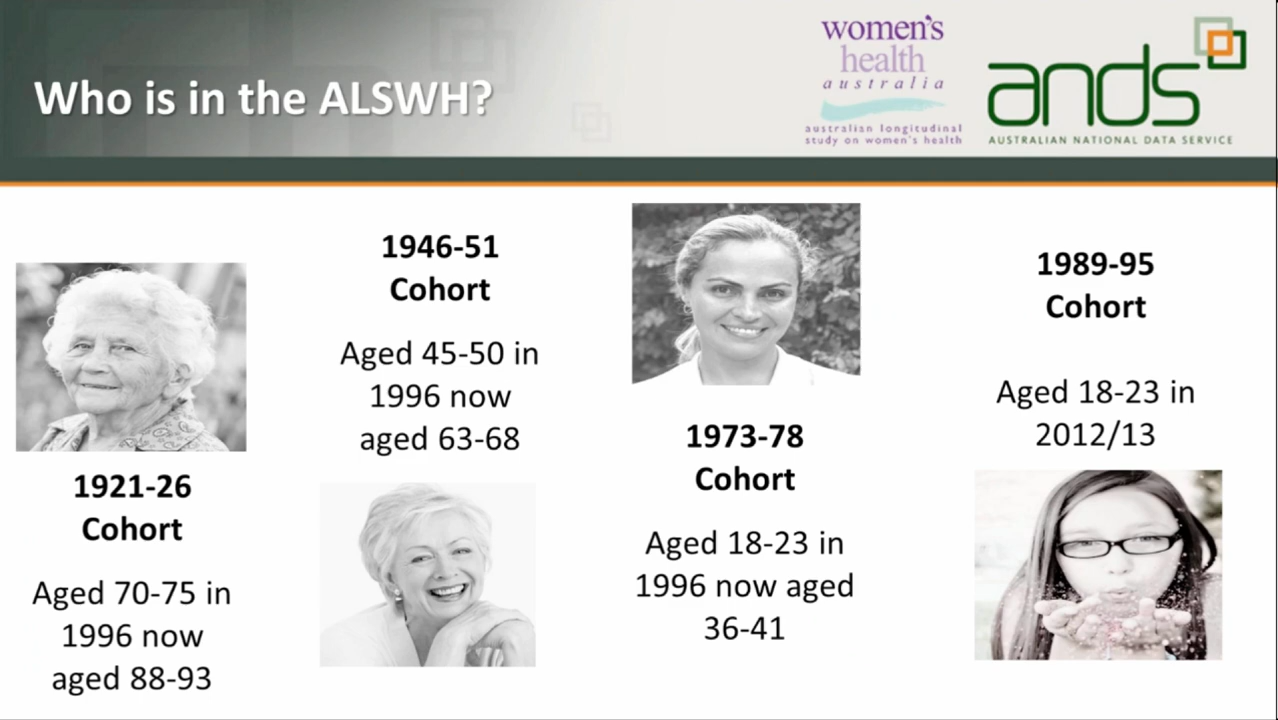 Who is in the ALSWH?
women's
health
australia
australian longitudinal
study on women's health
ands
AUSTRALIAN NATIONAL DATA SERVICE
1921-26
Cohort
Aged 70-75 in
1996 now
aged 88-93
1946-51
Cohort
Aged 45-50 in
1996 now
aged 63-68
1973-78
Cohort
Aged 18-23 in
1996 now aged
36-41
1989-95
Cohort
Aged 18-23 in
2012/13